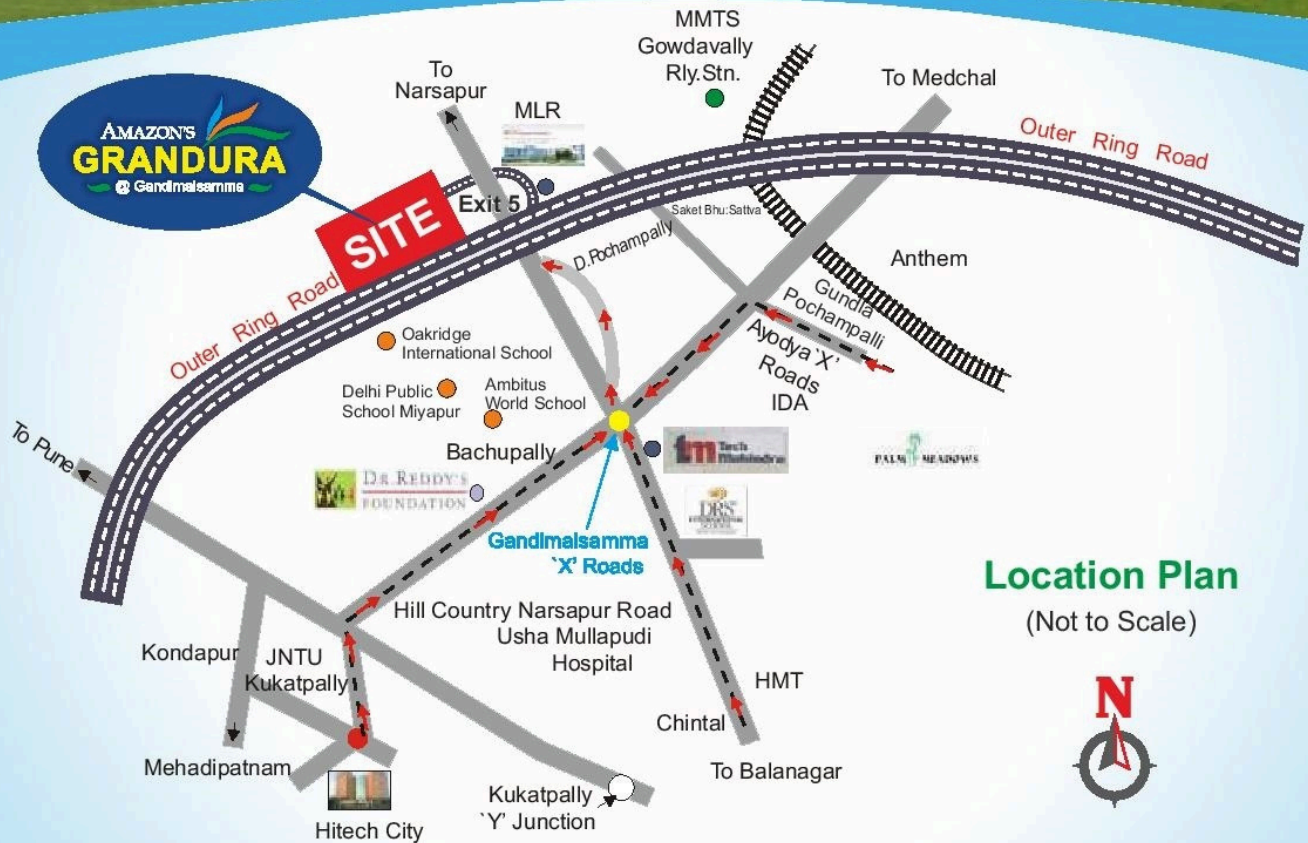 MMTS
Gowdavally
Rly.Stn.
To
Narsapur
To Medchal
MLR
AMAZON'S
GRANDURA
@ Gandimaisamma
Outer Ring Road
Exit 5
SITE
Saket Bhu:Sattva
D.Pochampally
Anthem
Gundla
Pochampalli
Outer Ring Road
Ayodya `X'
Roads
IDA
Oakridge
International School
Delhi Public
School Miyapur
Ambitus
World School
To Pune
Bachupally
Tech
Mahindra
PALM MEADOWS
DR. REDDY'S
FOUNDATION
DRS
INTERNATIONAL
SCHOOL
Gandimaisamma
`X' Roads
Location Plan
(Not to Scale)
Hill Country Narsapur Road
Usha Mullapudi
Hospital
Kondapur
JNTU
Kukatpally
HMT
Chintal
N
Mehadipatnam
To Balanagar
Kukatpally
`Y' Junction
Hitech City